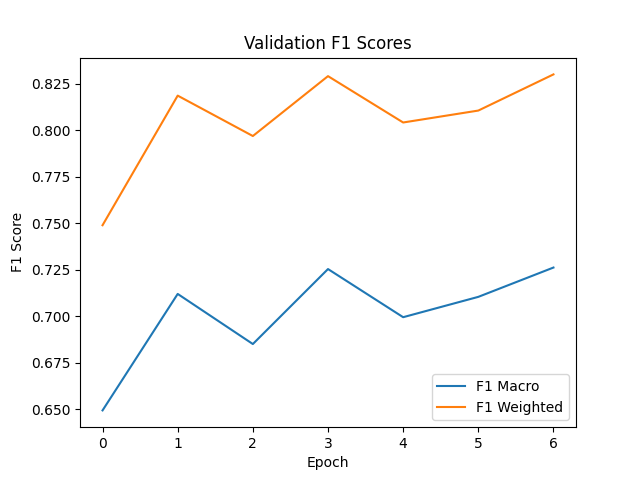 Validation F1 Scores
F1 Score
0.825
0.800
0.775
0.750
0.725
0.700
0.675
0.650
F1 Macro
F1 Weighted
0 1 2 3 4 5 6
Epoch